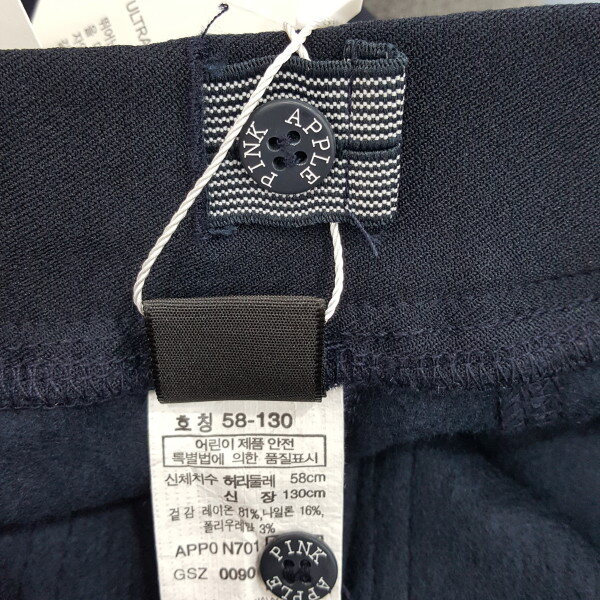 ULTRA
PINK APPLE
호칭 58-130
어린이 제품 안전
특별법에 의한 품질표시
신체치수 허리둘레 58cm
신 장 130cm
겉감 레이온 81%,나일론 16%,
폴리우레탄 3%
APP0 N701
GSZ 0090
PINK APPLE